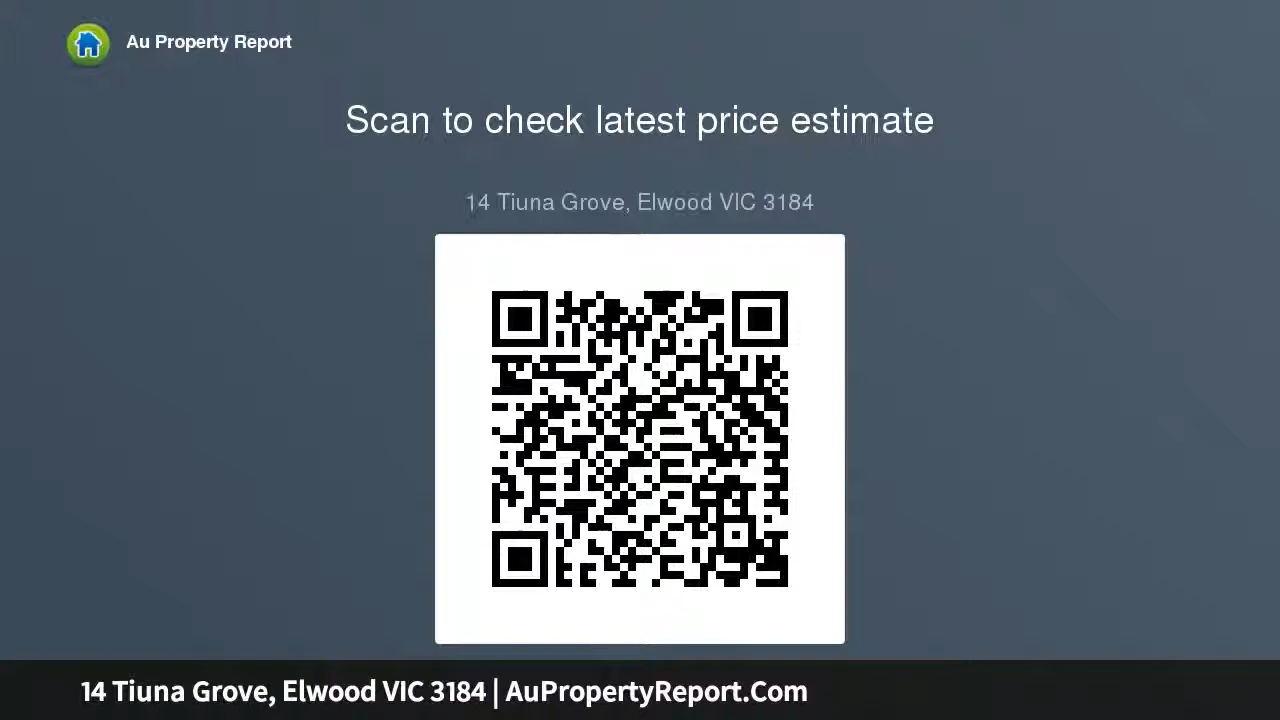 Au Property Report
Scan to check latest price estimate
14 Tiuna Grove, Elwood VIC 3184
14 Tiuna Grove, Elwood VIC 3184 | AuPropertyReport.Com